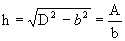 h = √(D² − b²) = A/b